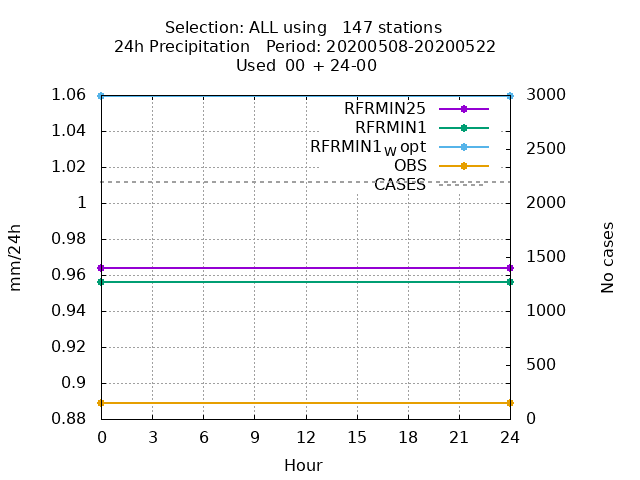 Selection: ALL using   147 stations
24h Precipitation   Period: 20200508-20200522
Used  00  + 24-00
1.06
1.04
1.02
1
0.98
0.96
0.94
0.92
0.9
0.88
3000
2500
2000
1500
1000
500
0
RFRMIN25
RFRMIN1
RFRMIN1w opt
OBS
CASES
mm/24h
No cases
0 3 6 9 12 15 18 21 24
Hour